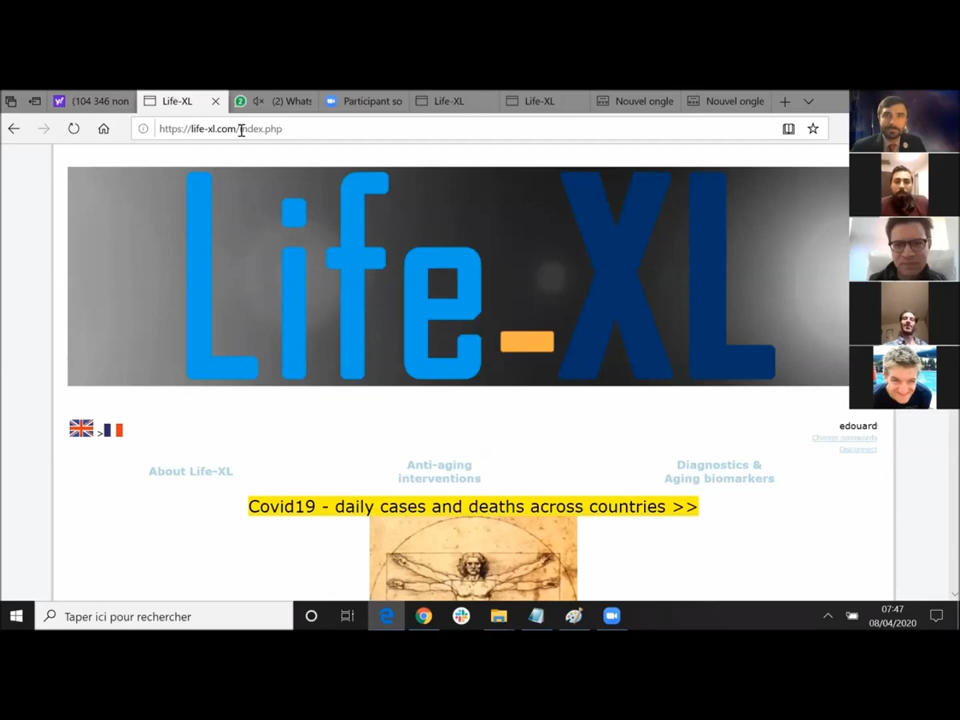 (104 346 non
Life-XL
(2) Whats
Participant so
Life-XL
Life-XL
Nouvel ongle
Nouvel ongle
https://life-xl.com/index.php
Life-XL
edouard
Change passwords
Disconnect
About Life-XL
Anti-aging
interventions
Diagnostics &
Aging biomarkers
Covid19 - daily cases and deaths across countries >>
Taper ici pour rechercher
07:47
08/04/2020